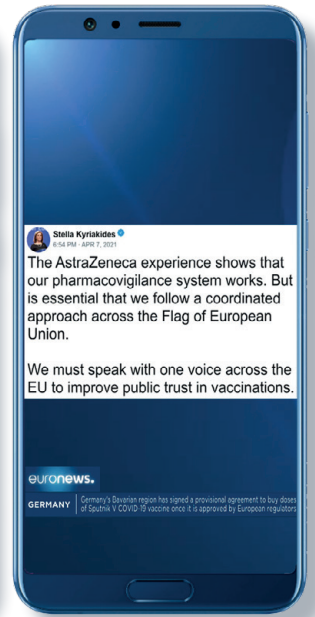 Stella Kyriakides
6:54 PM · APR 7, 2021
The AstraZeneca experience shows that
our pharmacovigilance system works. But
is essential that we follow a coordinated
approach across the Flag of European
Union.
We must speak with one voice across the
EU to improve public trust in vaccinations.
euronews.
GERMANY
Germany's Bavarian region has signed a provisional agreement to buy doses
of Sputnik V COVID-19 vaccine once it is approved by European regulators